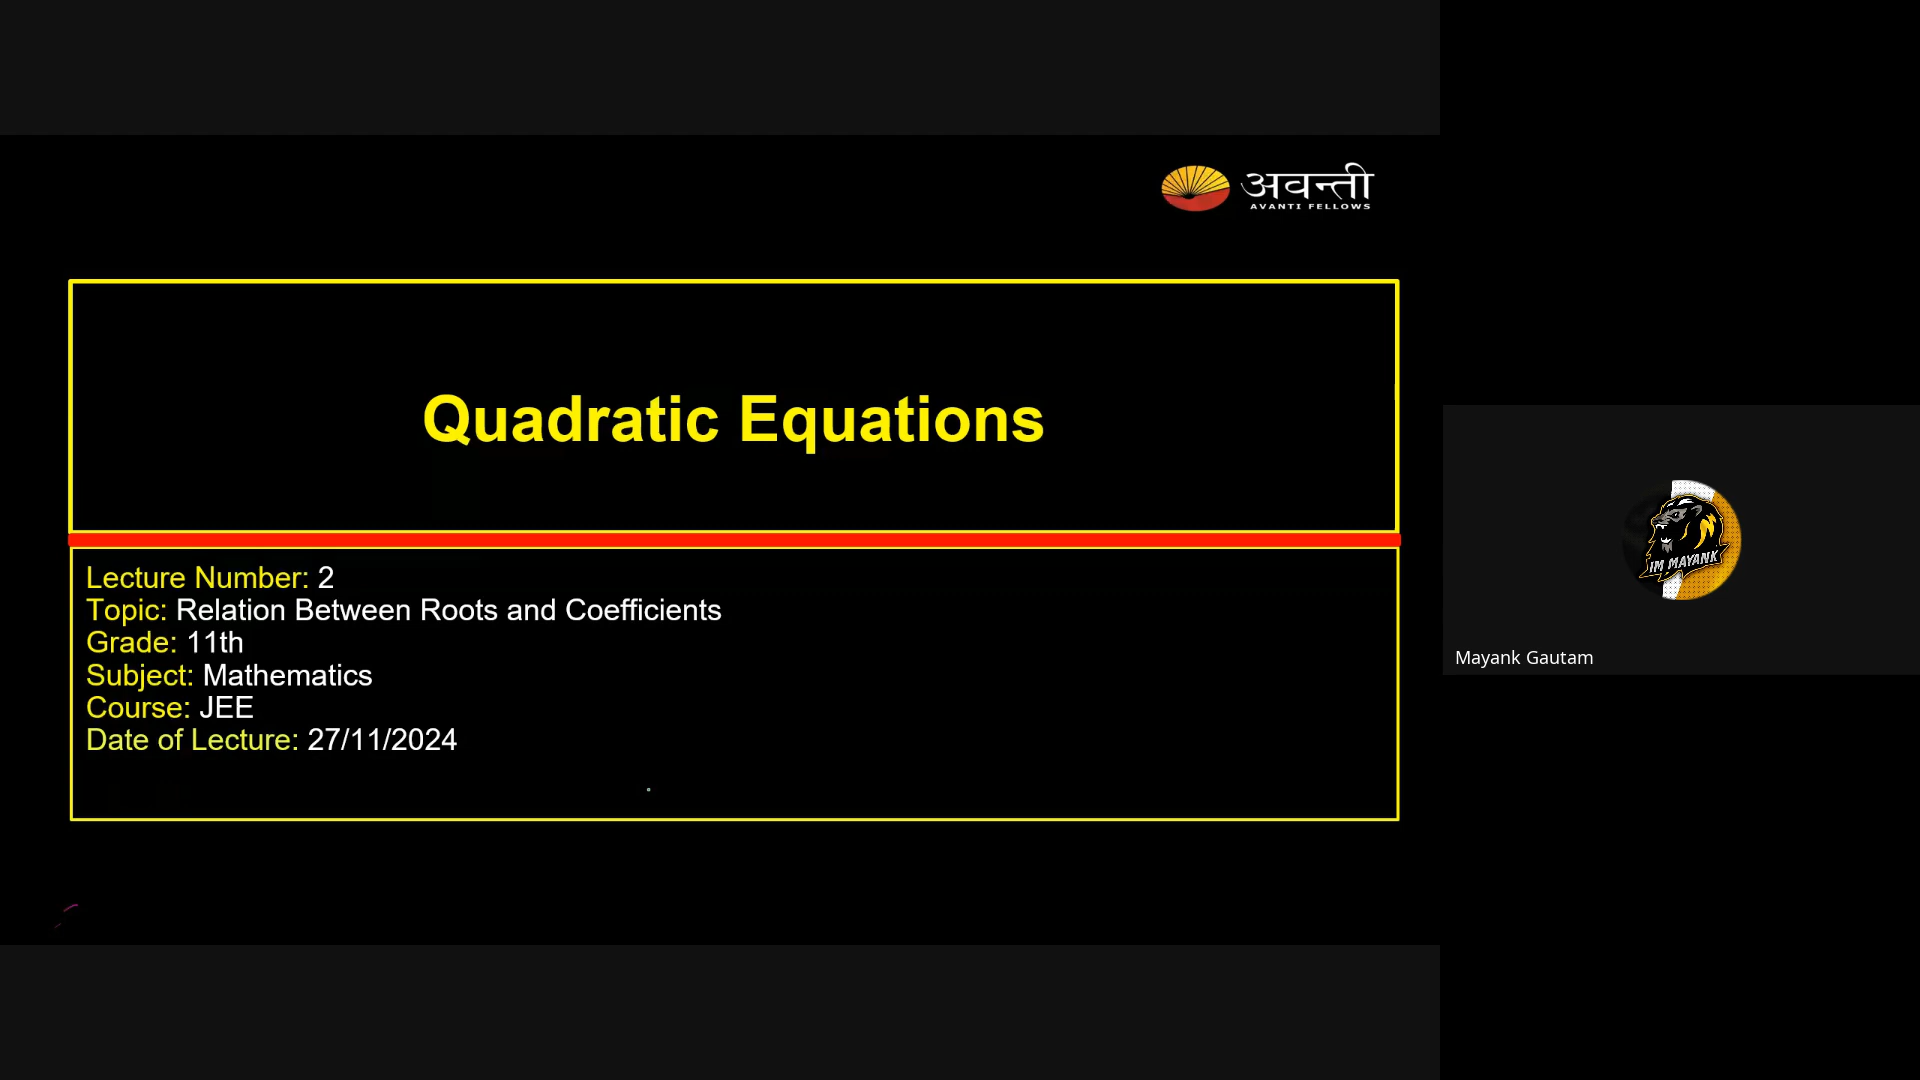 अवन्ती
AVANTI FELLOWS
Quadratic Equations
Lecture Number: 2
Topic: Relation Between Roots and Coefficients
Grade: 11th
Subject: Mathematics
Course: JEE
Date of Lecture: 27/11/2024
IM MAYANK
Mayank Gautam